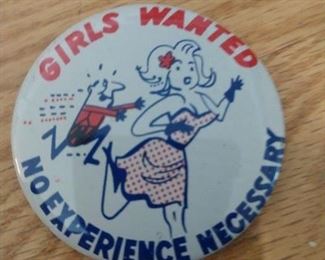 GIRLS WANTED
NO EXPERIENCE NECESSARY